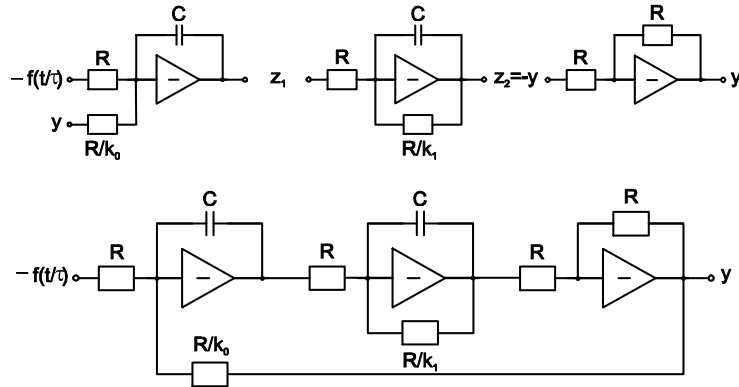 C C R
− f(t/τ) R z₁ R z₂=-y R y
y
R/k₀ R/k₁
C C R
− f(t/τ) R R R y
R/k₀ R/k₁